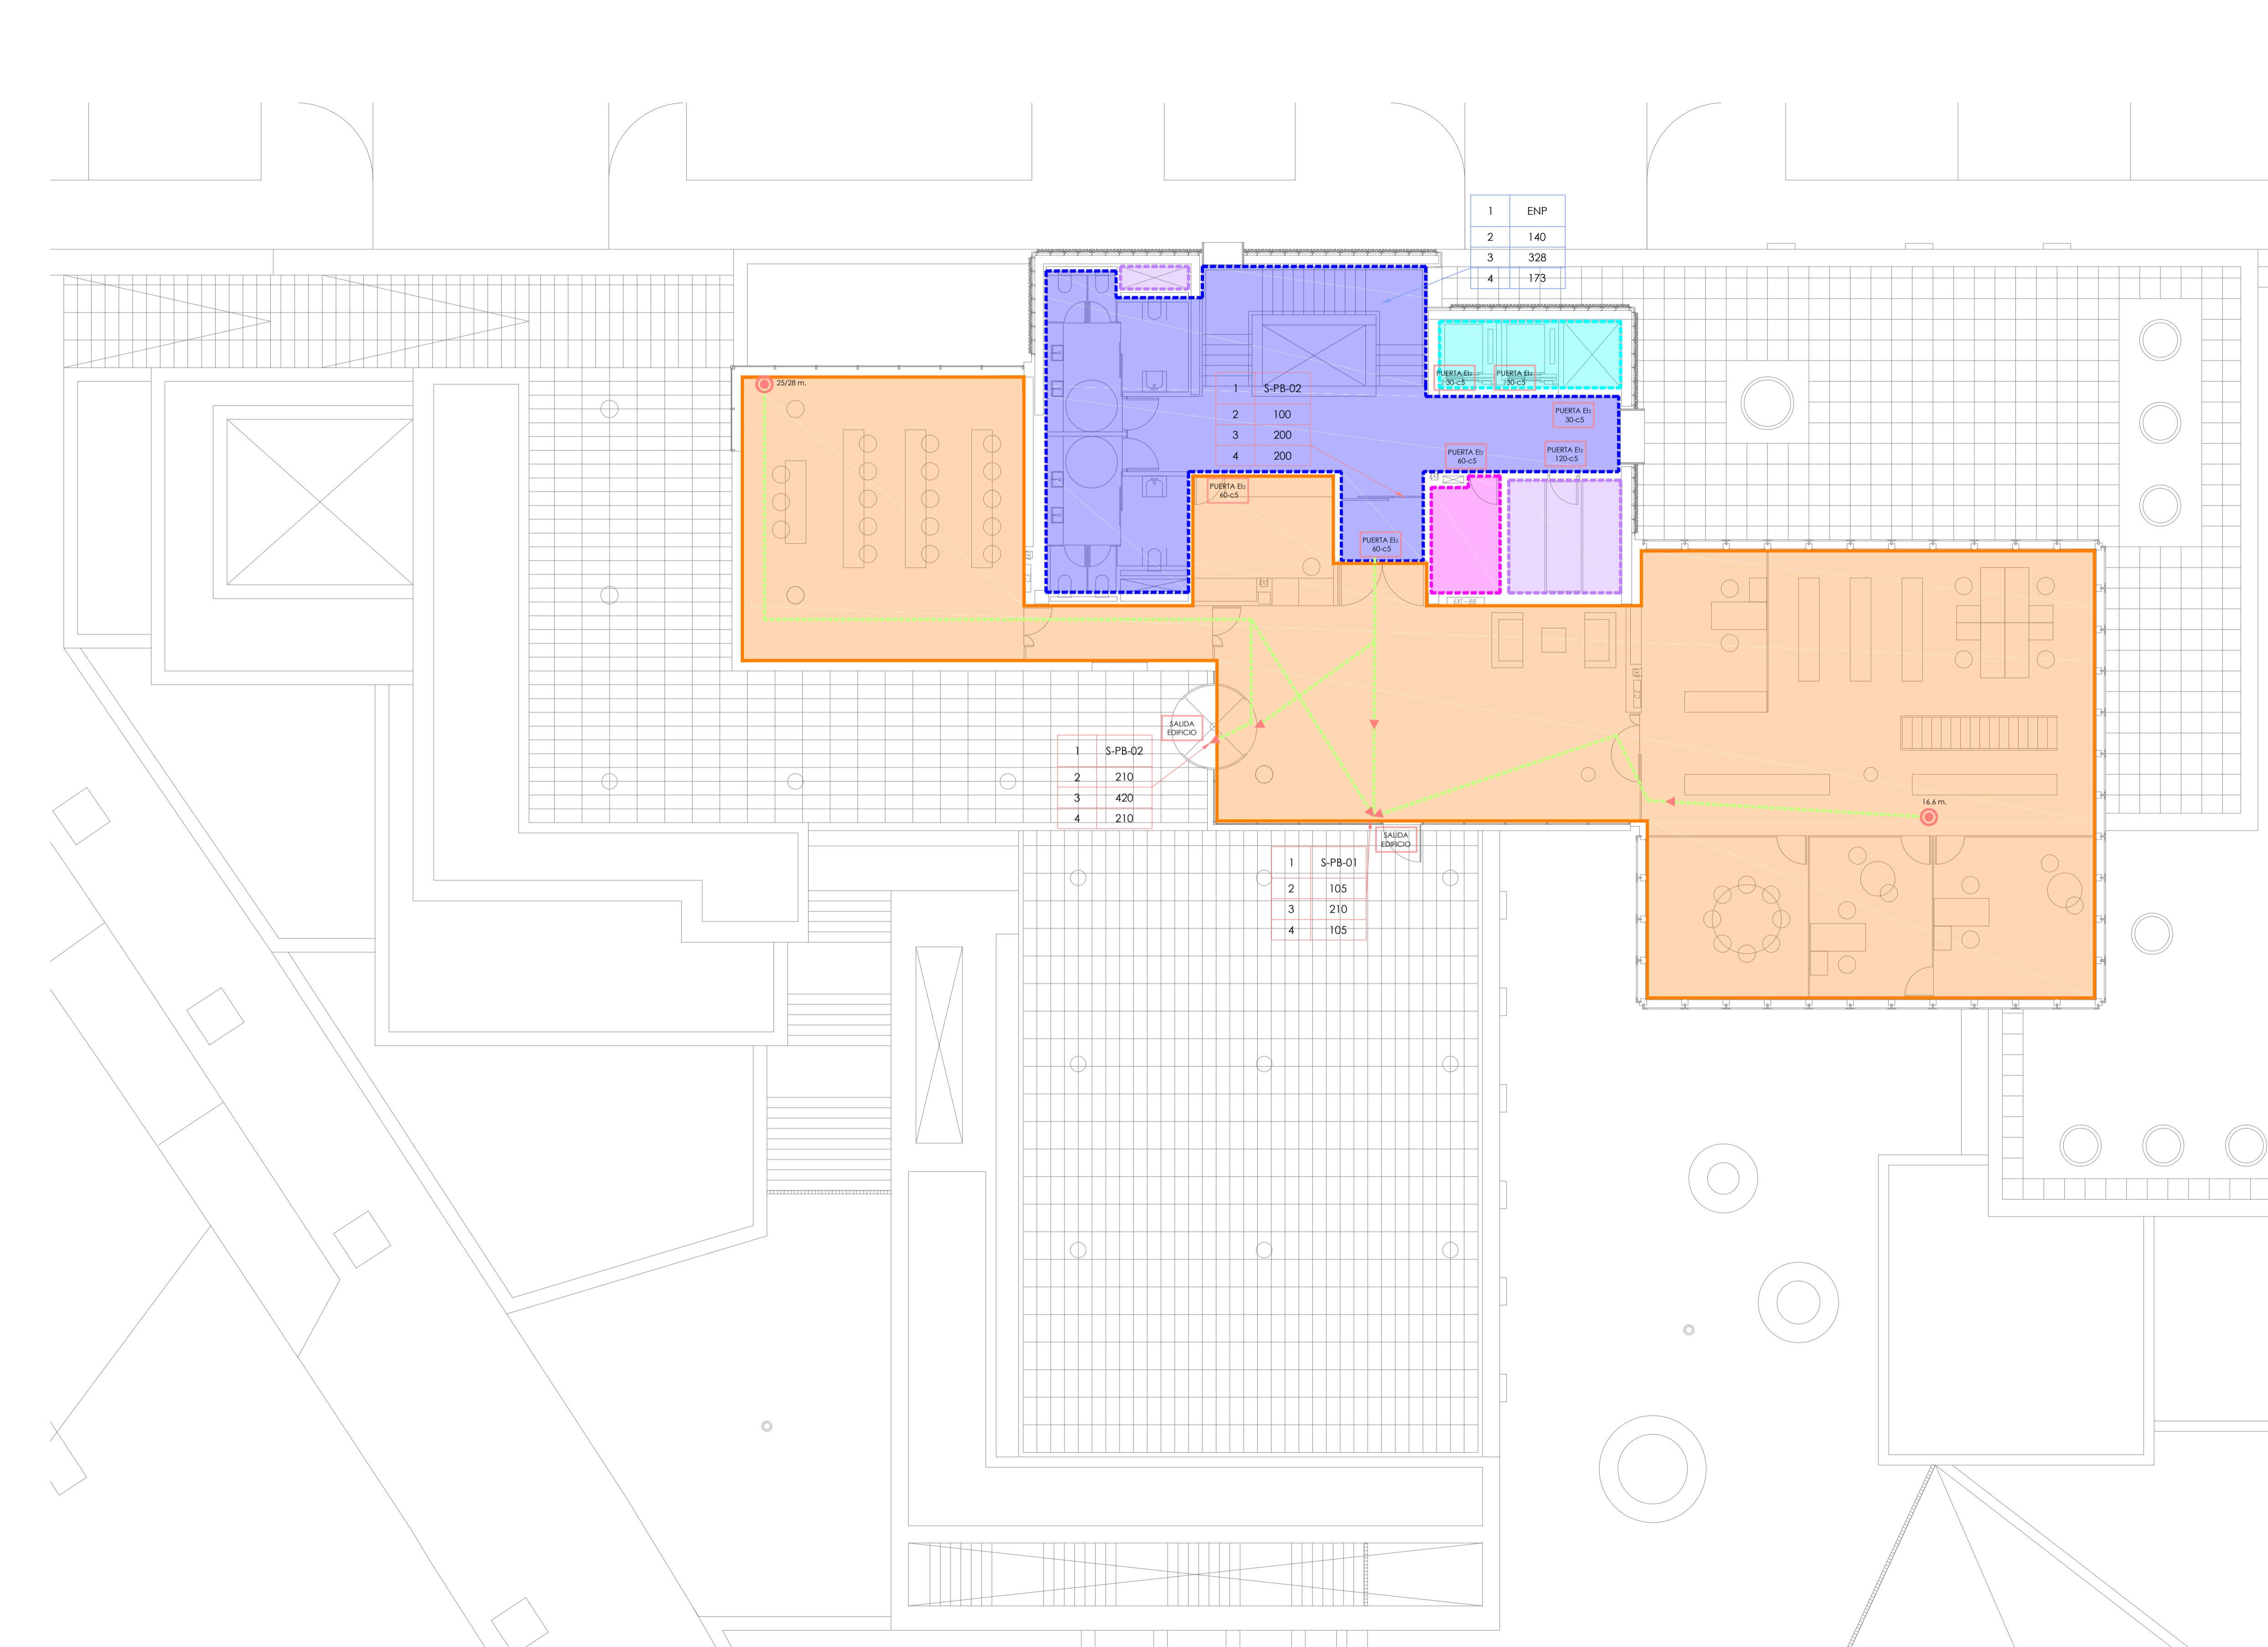 1 ENP
2 140
3 328
4 173
25/28 m.
PUERTA EI2
30-c5
PUERTA EI2
30-c5
1 S-PB-02
2 100
3 200
4 200
PUERTA EI2
30-c5
PUERTA EI2
60-c5
PUERTA EI2
120-c5
PUERTA EI2
60-c5
PUERTA EI2
60-c5
SALIDA
EDIFICIO
1 S-PB-02
2 210
3 420
4 210
16.6 m.
SALIDA
EDIFICIO
1 S-PB-01
2 105
3 210
4 105